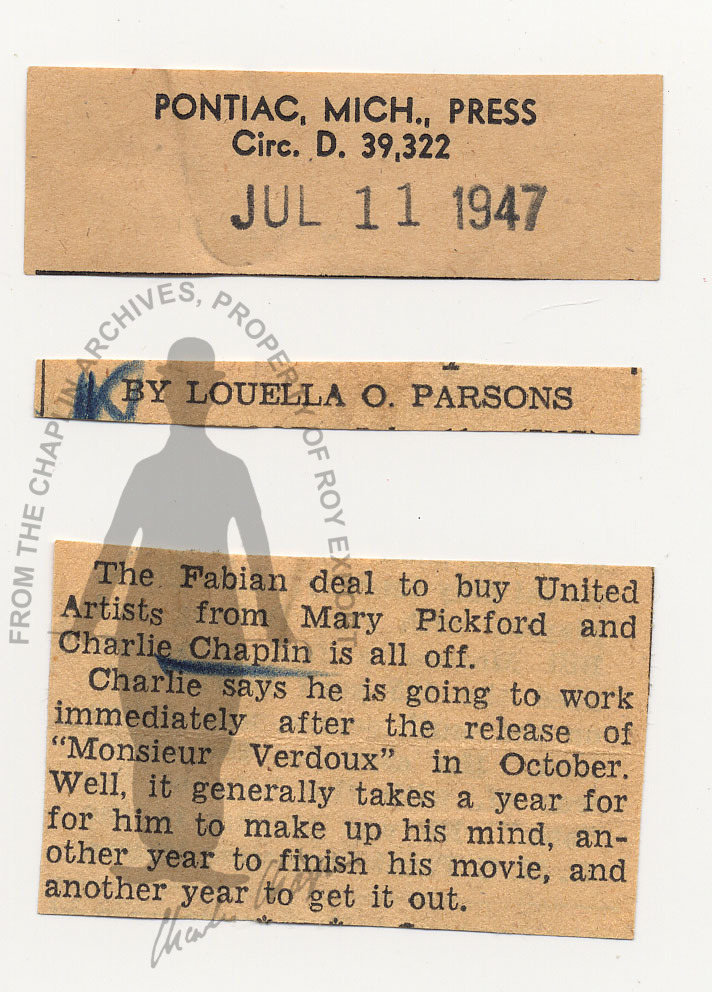 PONTIAC, MICH., PRESS
Circ. D. 39,322
JUL 11 1947
FROM THE CHAPLIN ARCHIVES, PROPERTY OF ROY EXPORT
BY LOUELLA O. PARSONS
The Fabian deal to buy United
Artists from Mary Pickford and
Charlie Chaplin is all off.
Charlie says he is going to work
immediately after the release of
"Monsieur Verdoux" in October.
Well, it generally takes a year for
for him to make up his mind, an-
other year to finish his movie, and
another year to get it out.
Charlie Chaplin